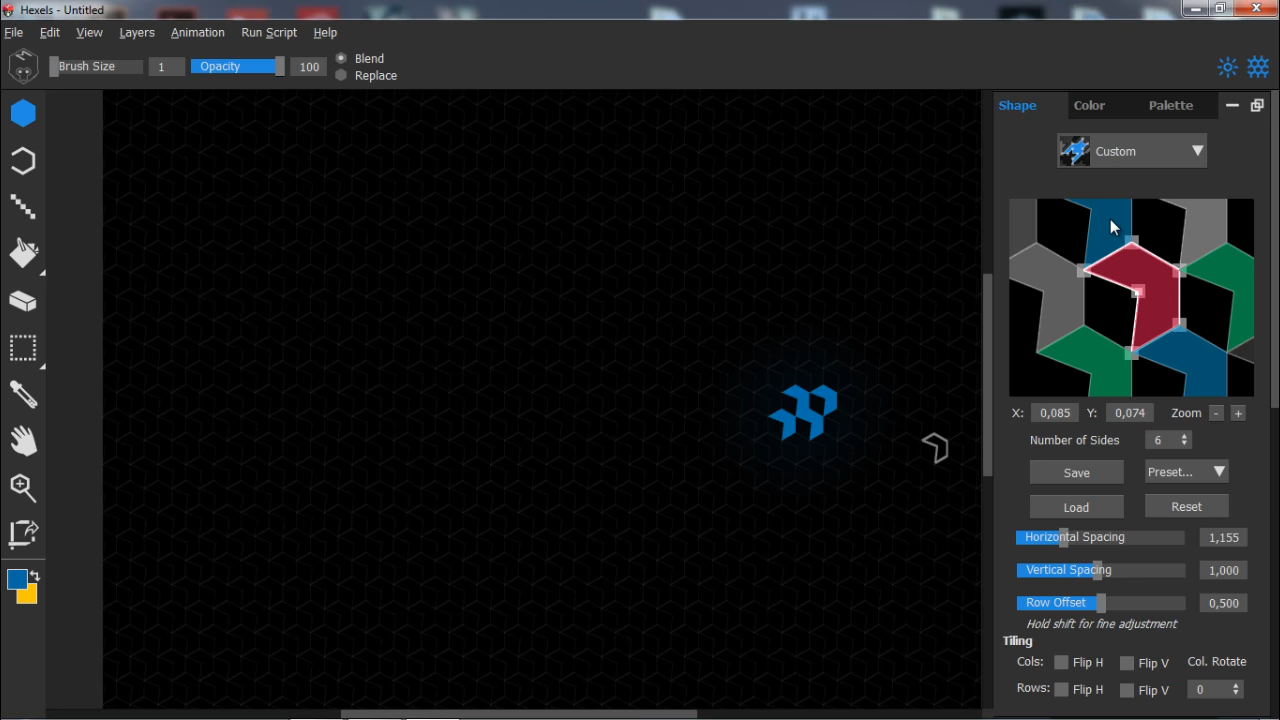 Hexels - Untitled
File Edit View Layers Animation Run Script Help
Brush Size 1 Opacity 100 Blend
Replace
Shape Color Palette
Custom
X: 0,085 Y: 0,074 Zoom - +
Number of Sides 6
Save Preset...
Load Reset
Horizontal Spacing 1,155
Vertical Spacing 1,000
Row Offset 0,500
Hold shift for fine adjustment
Tiling
Cols: Flip H Flip V Col. Rotate
Rows: Flip H Flip V 0